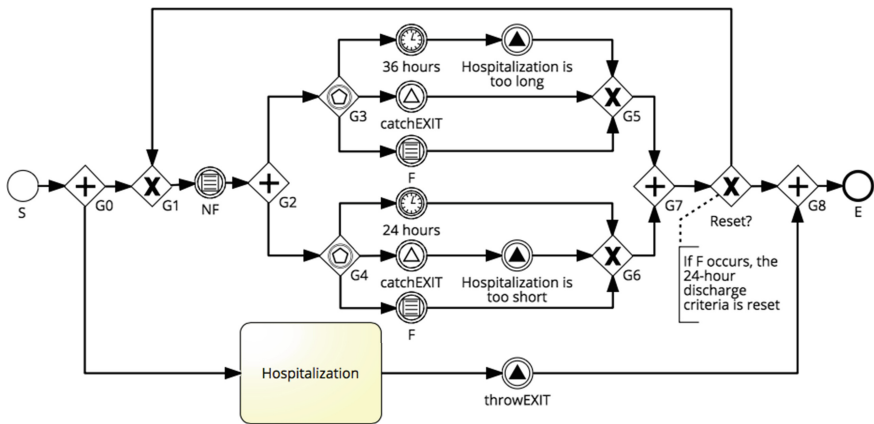 36 hours
Hospitalization is
too long
G3
catchEXIT
G5
F
S
G0
G1
NF
G2
G7
Reset?
G8
E
24 hours
G4
catchEXIT
Hospitalization is
too short
G6
F
If F occurs, the
24-hour
discharge
criteria is reset
Hospitalization
throwEXIT